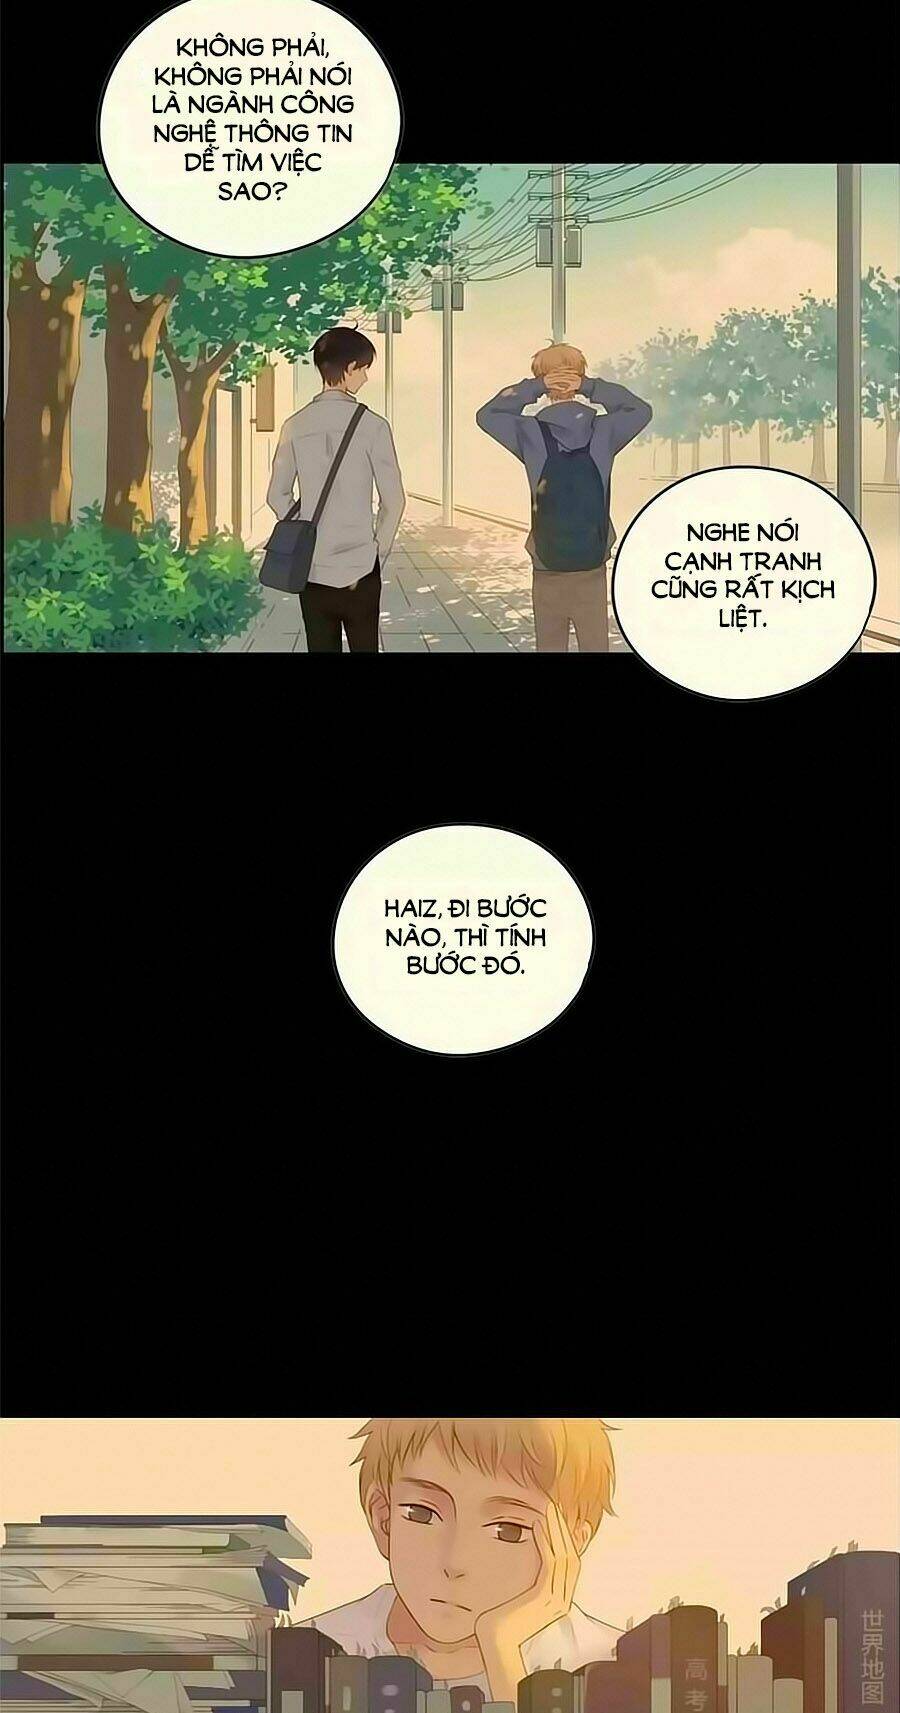 KHÔNG PHẢI,
KHÔNG PHẢI NÓI
LÀ NGÀNH CÔNG
NGHỆ THÔNG TIN
DỄ TÌM VIỆC
SAO?
NGHE NÓI
CẠNH TRANH
CŨNG RẤT KỊCH
LIỆT.
HAIZ, ĐI BƯỚC
NÀO, THÌ TÍNH
BƯỚC ĐÓ.
高考
世界地图